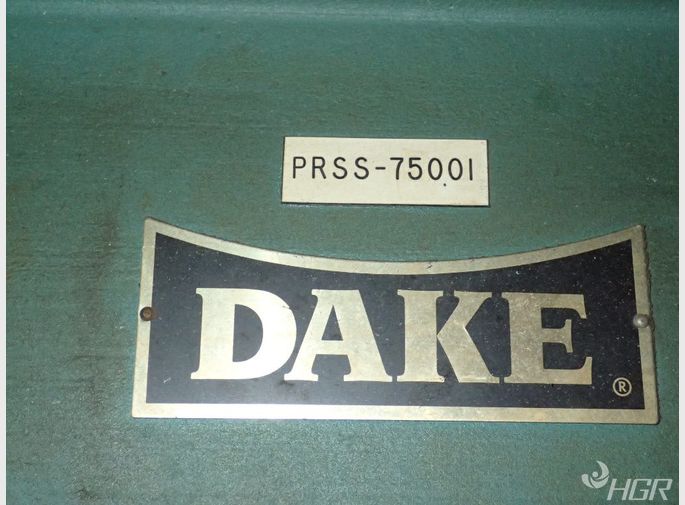 PRSS-75001
DAKE
®
HGR